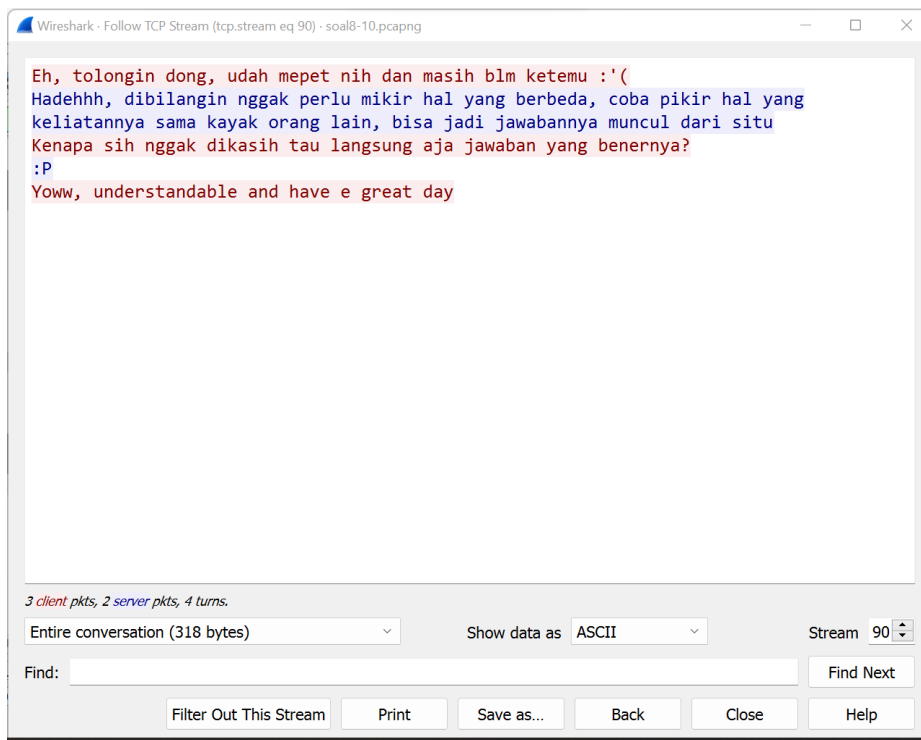 Wireshark · Follow TCP Stream (tcp.stream eq 90) · soal8-10.pcapng
Eh, tolongin dong, udah mepet nih dan masih blm ketemu :'(
Hadehhh, dibilangin nggak perlu mikir hal yang berbeda, coba pikir hal yang
keliatannya sama kayak orang lain, bisa jadi jawabannya muncul dari situ
Kenapa sih nggak dikasih tau langsung aja jawaban yang benernya?
:P
Yoww, understandable and have e great day
3 client pkts, 2 server pkts, 4 turns.
Entire conversation (318 bytes) Show data as ASCII Stream 90
Find: Find Next
Filter Out This Stream Print Save as... Back Close Help